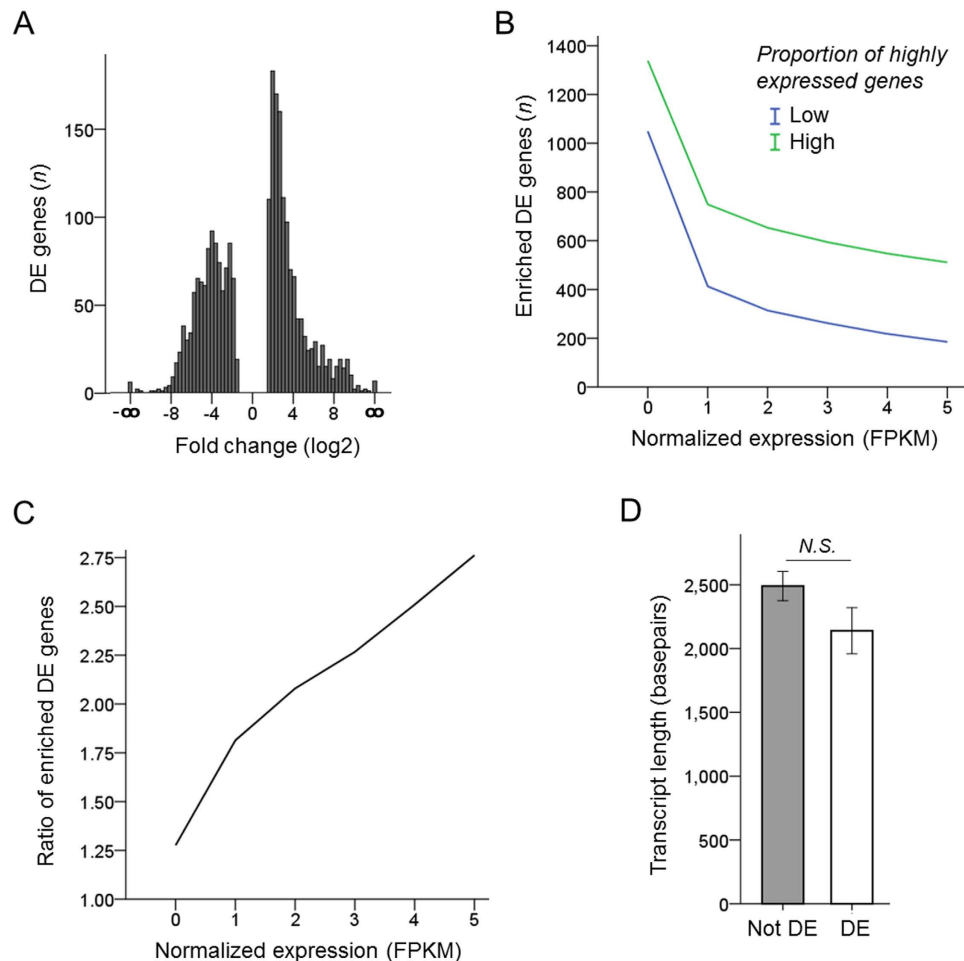 A
DE genes (n)
150
100
50
0
-∞
-8
-4
0
4
8
∞
Fold change (log2)
B
Proportion of highly
expressed genes
Low
High
Enriched DE genes (n)
1400
1200
1000
800
600
400
200
0
0
1
2
3
4
5
Normalized expression (FPKM)
C
Ratio of enriched DE genes
2.75
2.50
2.25
2.00
1.75
1.50
1.25
1.00
0
1
2
3
4
5
Normalized expression (FPKM)
D
N.S.
Transcript length (basepairs)
2,500
2,000
1,500
1,000
500
0
Not DE
DE